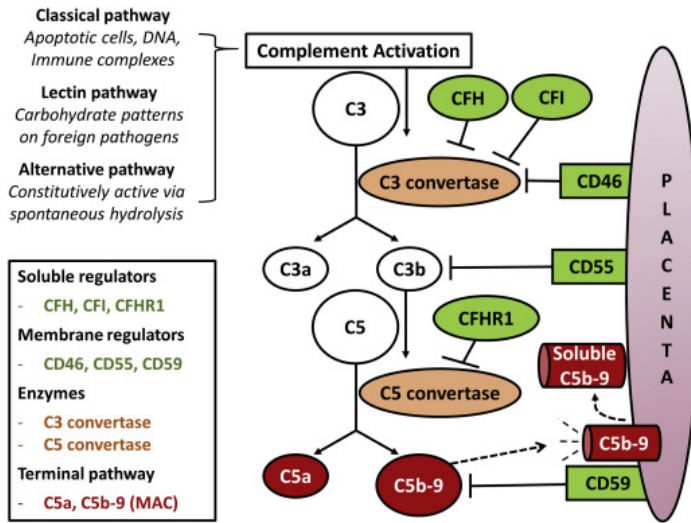 Classical pathway
Apoptotic cells, DNA,
Immune complexes
Lectin pathway
Carbohydrate patterns
on foreign pathogens
Alternative pathway
Constitutively active via
spontaneous hydrolysis
Complement Activation
C3
CFH
CFI
C3 convertase
CD46
C3a
C3b
CD55
C5
CFHR1
C5 convertase
Soluble
C5b-9
C5b-9
C5a
C5b-9
CD59
PLACENTA
Soluble regulators
- CFH, CFI, CFHR1
Membrane regulators
- CD46, CD55, CD59
Enzymes
- C3 convertase
- C5 convertase
Terminal pathway
- C5a, C5b-9 (MAC)